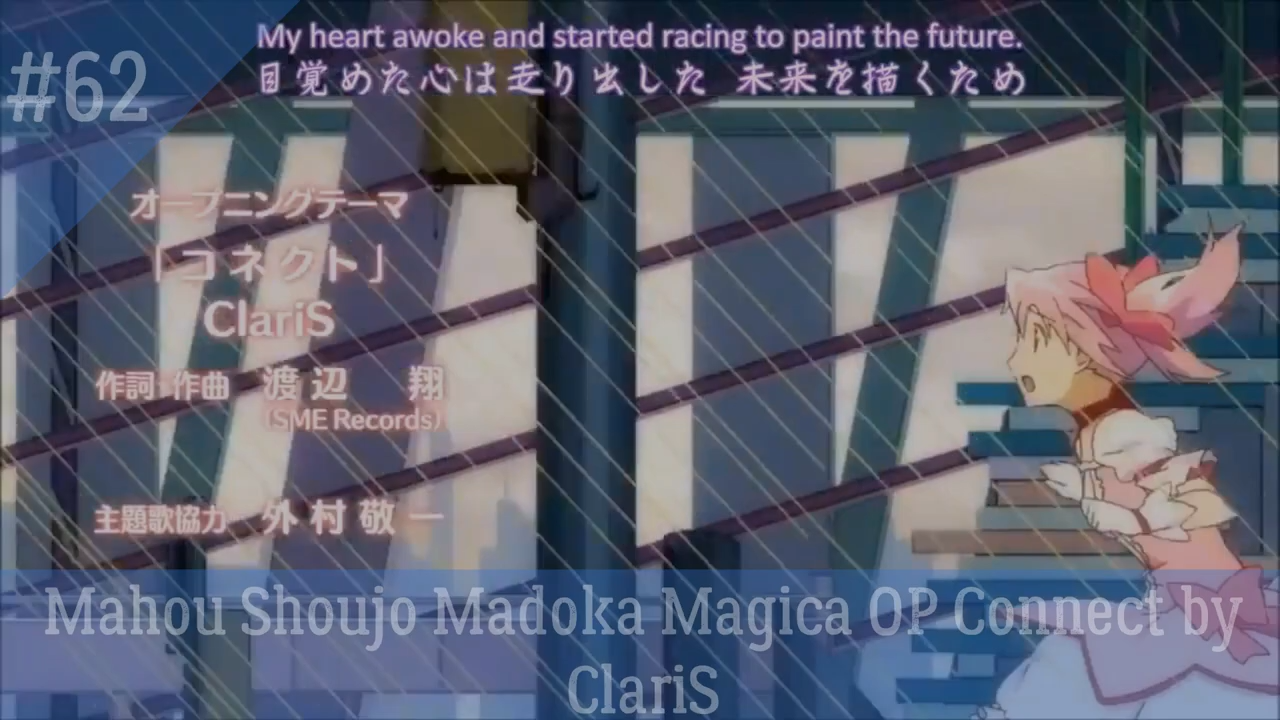 My heart awoke and started racing to paint the future.
目覚めた心は走り出した 未来を描くため
#62
オープニングテーマ
「コネクト」
ClariS
作詞・作曲 渡辺 翔
(SME Records)
主題歌協力 外村敬一
Mahou Shoujo Madoka Magica OP Connect by
ClariS